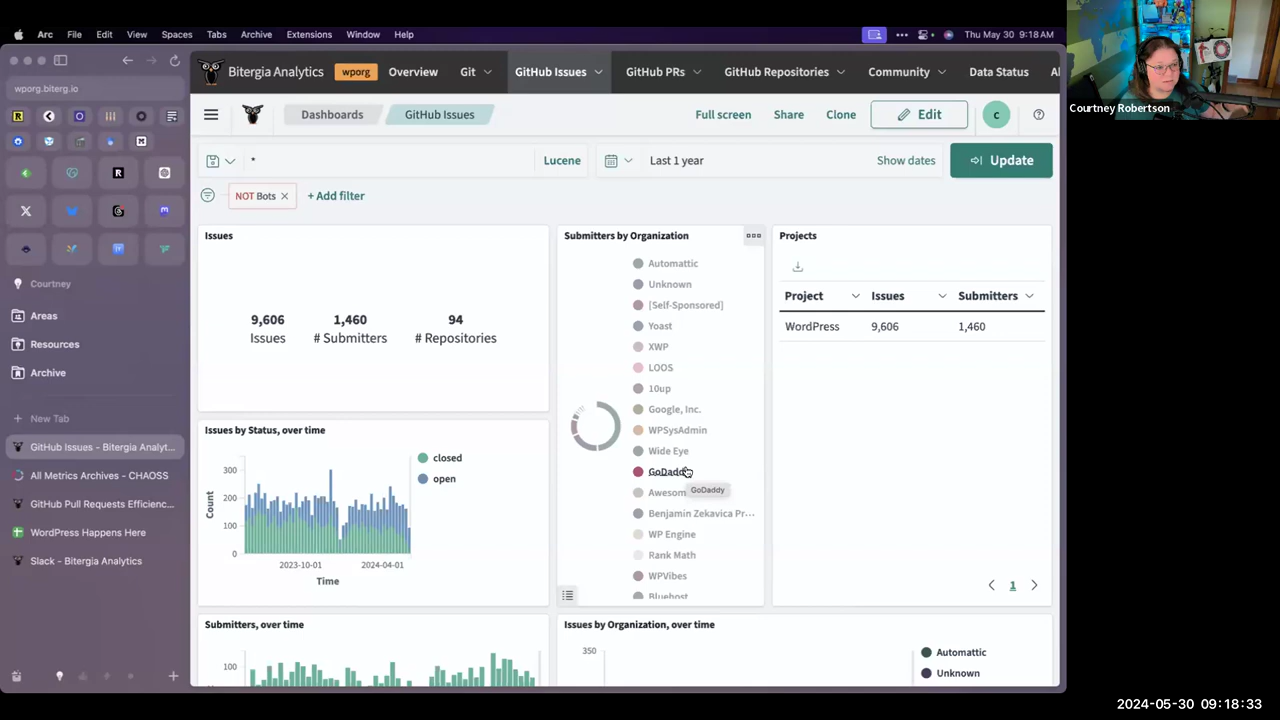 Arc File Edit View Spaces Tabs Archive Extensions Window Help
Thu May 30 9:18 AM
Courtney Robertson
wporg.biterg.io
Courtney
Areas
Resources
Archive
New Tab
GitHub Issues - Bitergia Analyt...
All Metrics Archives - CHAOSS
GitHub Pull Requests Efficienc...
WordPress Happens Here
Slack - Bitergia Analytics
Bitergia Analytics wporg Overview Git GitHub Issues GitHub PRs GitHub Repositories Community Data Status
Dashboards GitHub Issues Full screen Share Clone Edit c
* Lucene Last 1 year Show dates Update
NOT Bots + Add filter
Issues
9,606 1,460 94
Issues # Submitters # Repositories
Issues by Status, over time
closed
open
300
200
100
0
Count
2023-10-01 2024-04-01
Time
Submitters by Organization
Automattic
Unknown
[Self-Sponsored]
Yoast
XWP
LOOS
10up
Google, Inc.
WPSysAdmin
Wide Eye
GoDaddy
Awesom
GoDaddy
Benjamin Zekavica Pr...
WP Engine
Rank Math
WPVibes
Bluehost
Projects
Project Issues Submitters
WordPress 9,606 1,460
1
Submitters, over time
100
Issues by Organization, over time
350
Automattic
Unknown
2024-05-30 09:18:33